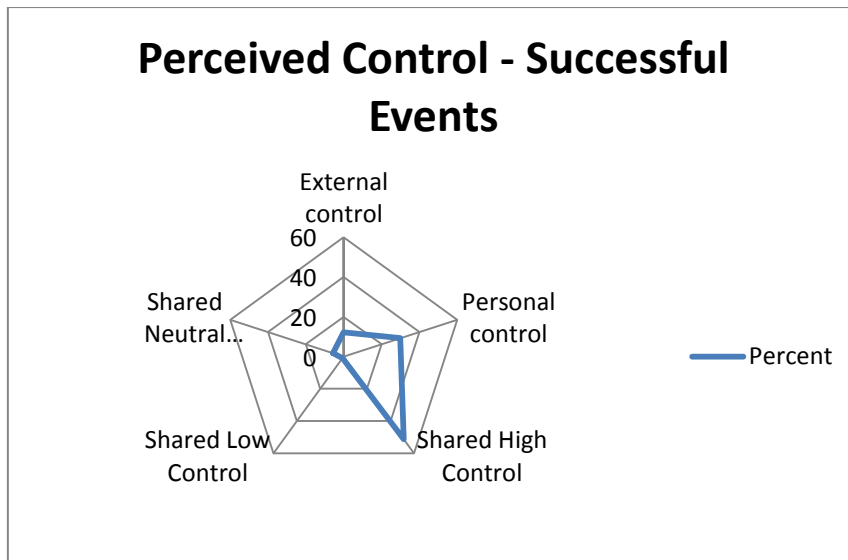 Perceived Control - Successful
Events
External
control
60
40
20
0
Personal
control
Shared High
Control
Shared Low
Control
Shared
Neutral...
Percent